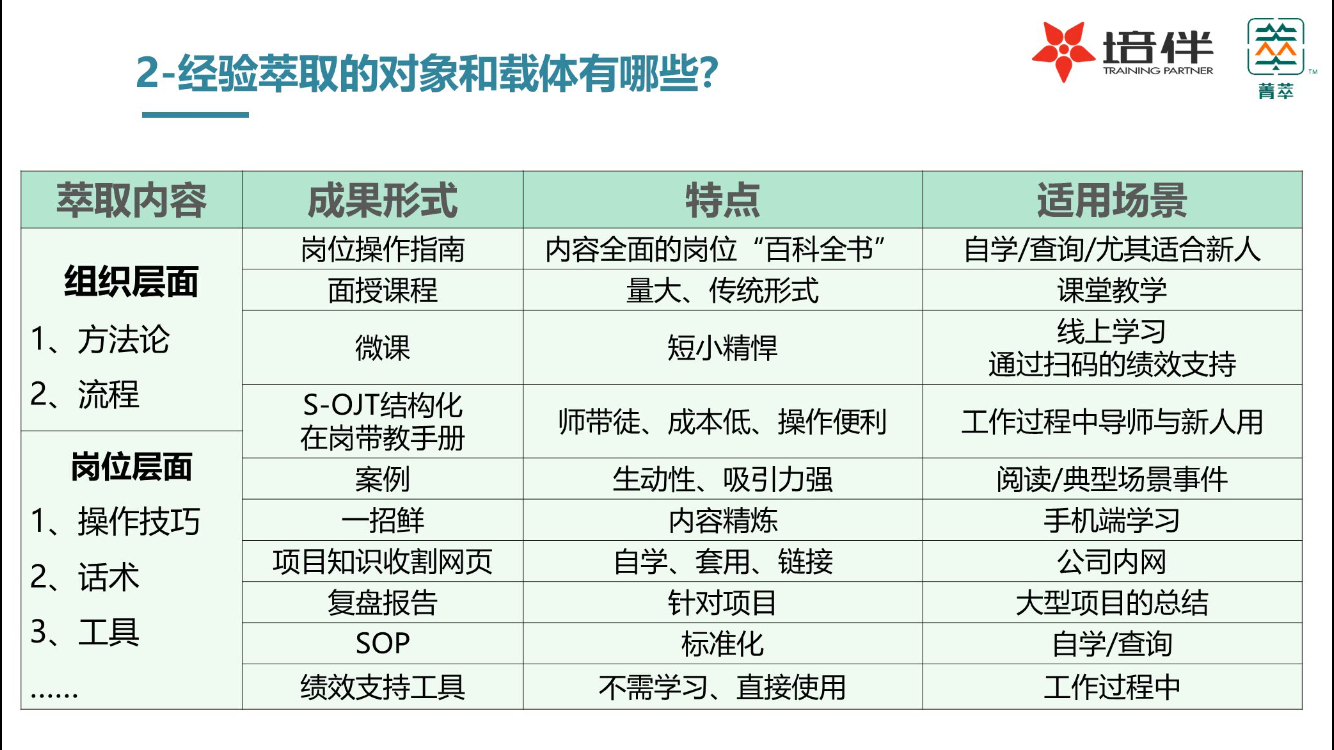 2-经验萃取的对象和载体有哪些？
培伴
TRAINING PARTNER
萃
TM
菁萃
萃取内容 成果形式 特点 适用场景
组织层面
1、方法论
2、流程
岗位层面
1、操作技巧
2、话术
3、工具
......
岗位操作指南 内容全面的岗位“百科全书” 自学/查询/尤其适合新人
面授课程 量大、传统形式 课堂教学
微课 短小精悍 线上学习
通过扫码的绩效支持
S-OJT结构化
在岗带教手册 师带徒、成本低、操作便利 工作过程中导师与新人用
案例 生动性、吸引力强 阅读/典型场景事件
一招鲜 内容精炼 手机端学习
项目知识收割网页 自学、套用、链接 公司内网
复盘报告 针对项目 大型项目的总结
SOP 标准化 自学/查询
绩效支持工具 不需学习、直接使用 工作过程中